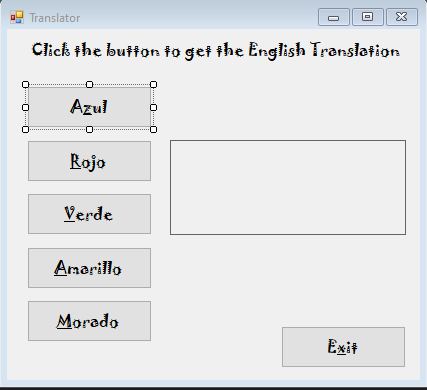 Translator
Click the button to get the English Translation
Azul
Rojo
Verde
Amarillo
Morado
Exit